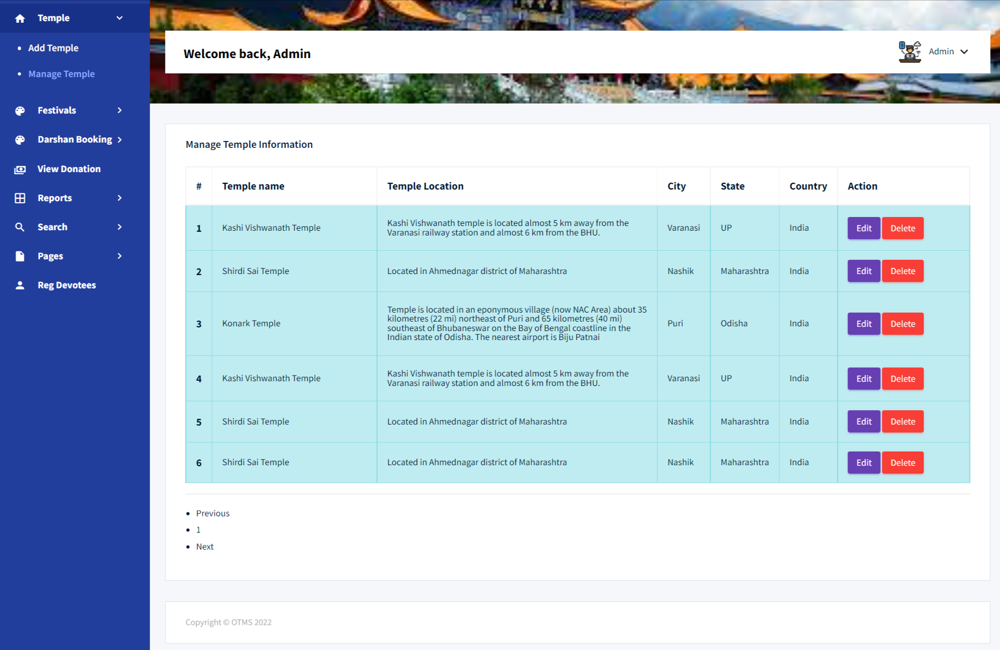 Temple
Add Temple
Manage Temple
Festivals
Darshan Booking
View Donation
Reports
Search
Pages
Reg Devotees
Welcome back, Admin
Admin
Manage Temple Information
# Temple name Temple Location City State Country Action
1 Kashi Vishwanath Temple Kashi Vishwanath temple is located almost 5 km away from the
Varanasi railway station and almost 6 km from the BHU. Varanasi UP India Edit Delete
2 Shirdi Sai Temple Located in Ahmednagar district of Maharashtra Nashik Maharashtra India Edit Delete
3 Konark Temple Temple is located in an eponymous village (now NAC Area) about 35
kilometres (22 mi) northeast of Puri and 65 kilometres (40 mi)
southeast of Bhubaneswar on the Bay of Bengal coastline in the
Indian state of Odisha. The nearest airport is Biju Patnai Puri Odisha India Edit Delete
4 Kashi Vishwanath Temple Kashi Vishwanath temple is located almost 5 km away from the
Varanasi railway station and almost 6 km from the BHU. Varanasi UP India Edit Delete
5 Shirdi Sai Temple Located in Ahmednagar district of Maharashtra Nashik Maharashtra India Edit Delete
6 Shirdi Sai Temple Located in Ahmednagar district of Maharashtra Nashik Maharashtra India Edit Delete
Previous
1
Next
Copyright © OTMS 2022